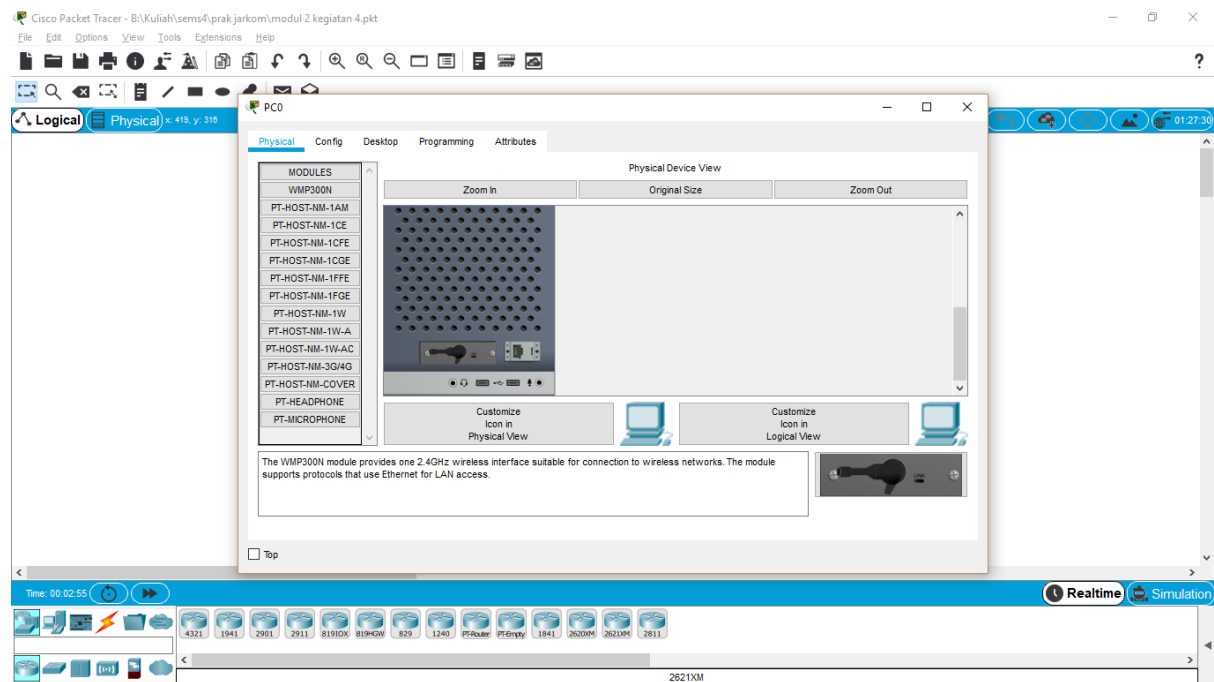 Cisco Packet Tracer - B:\Kuliah\sems4\prak jarkom\modul 2 kegiatan 4.pkt
File Edit Options View Tools Extensions Help
?
Logical Physical x: 419, y: 316 01:27:30
PC0
Physical Config Desktop Programming Attributes
MODULES
WMP300N
PT-HOST-NM-1AM
PT-HOST-NM-1CE
PT-HOST-NM-1CFE
PT-HOST-NM-1CGE
PT-HOST-NM-1FFE
PT-HOST-NM-1FGE
PT-HOST-NM-1W
PT-HOST-NM-1W-A
PT-HOST-NM-1W-AC
PT-HOST-NM-3G/4G
PT-HOST-NM-COVER
PT-HEADPHONE
PT-MICROPHONE
Physical Device View
Zoom In Original Size Zoom Out
Customize
Icon in
Physical View
Customize
Icon in
Logical View
The WMP300N module provides one 2.4GHz wireless interface suitable for connection to wireless networks. The module
supports protocols that use Ethernet for LAN access.
Top
Time: 00:02:55 Realtime Simulation
4321 1941 2901 2911 819IOX 819HGW 829 1240 PT-Router PT-Empty 1841 2620XM 2621XM 2811
2621XM